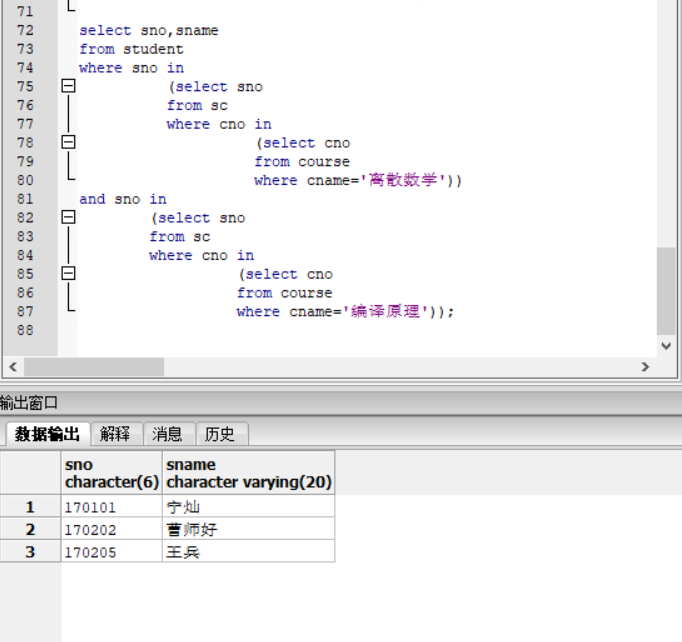 71
72 select sno,sname
73 from student
74 where sno in
75 (select sno
76 from sc
77 where cno in
78 (select cno
79 from course
80 where cname='离散数学'))
81 and sno in
82 (select sno
83 from sc
84 where cno in
85 (select cno
86 from course
87 where cname='编译原理'));
88
输出窗口
数据输出 解释 消息 历史
sno sname
character(6) character varying(20)
1 170101 宁灿
2 170202 曹师好
3 170205 王兵